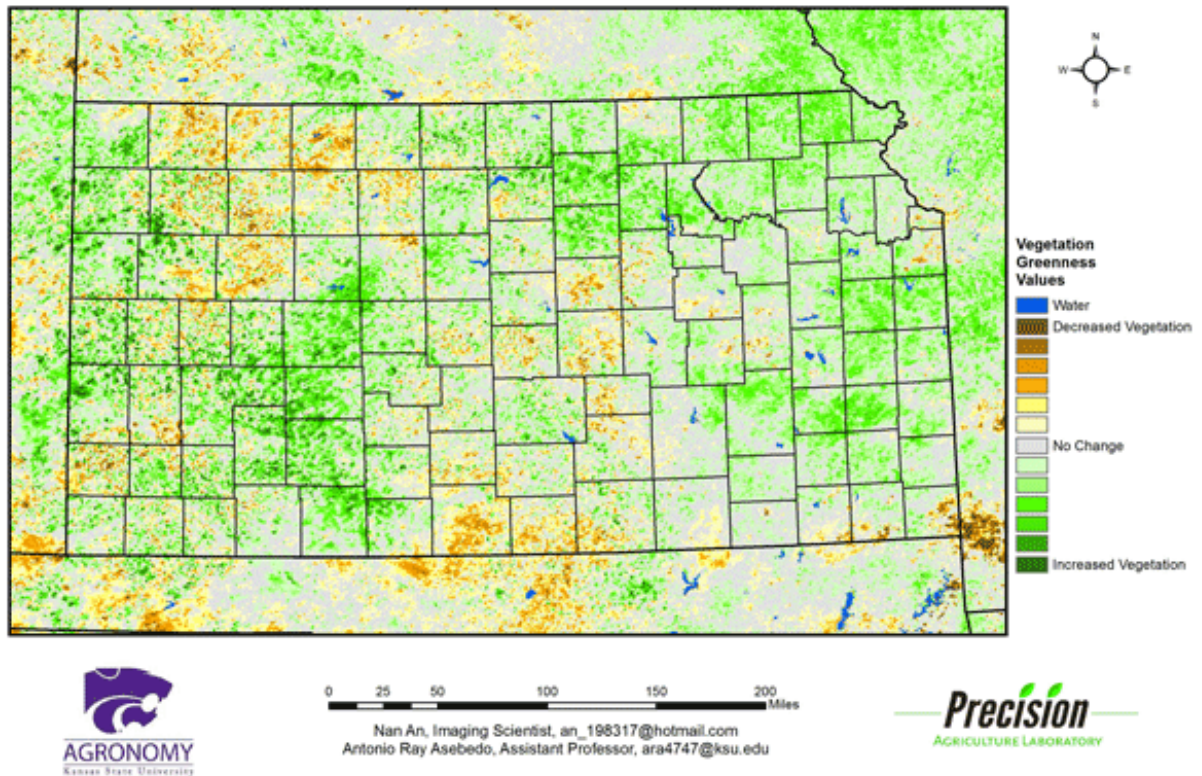 N
W E
S
Vegetation
Greenness
Values
Water
Decreased Vegetation
No Change
Increased Vegetation
0 25 50 100 150 200
Miles
Nan An, Imaging Scientist, an_198317@hotmail.com
Antonio Ray Asebedo, Assistant Professor, ara4747@ksu.edu
AGRONOMY
Kansas State University
Precision
AGRICULTURE LABORATORY